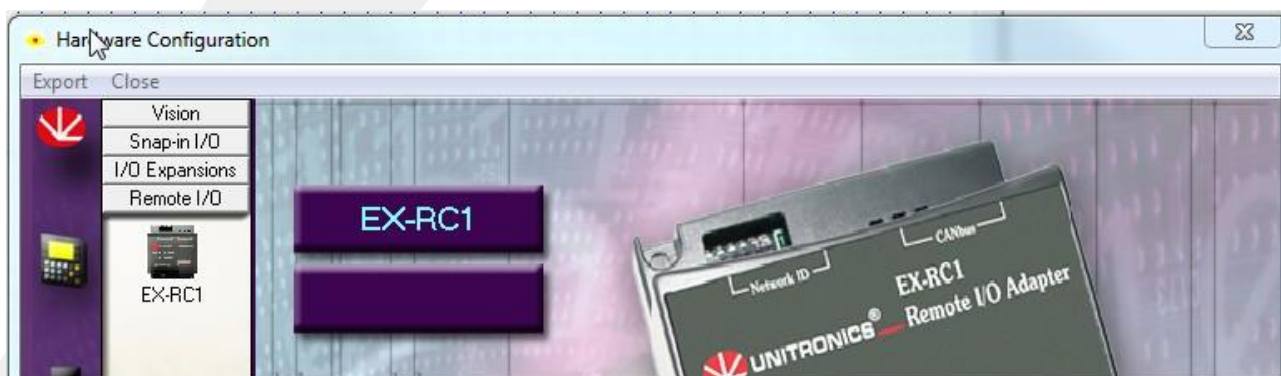 Hardware Configuration
Export Close
Vision
Snap-in I/O
I/O Expansions
Remote I/O
EX-RC1
EX-RC1
Network ID
CANbus
EX-RC1
Remote I/O Adapter
UNITRONICS®